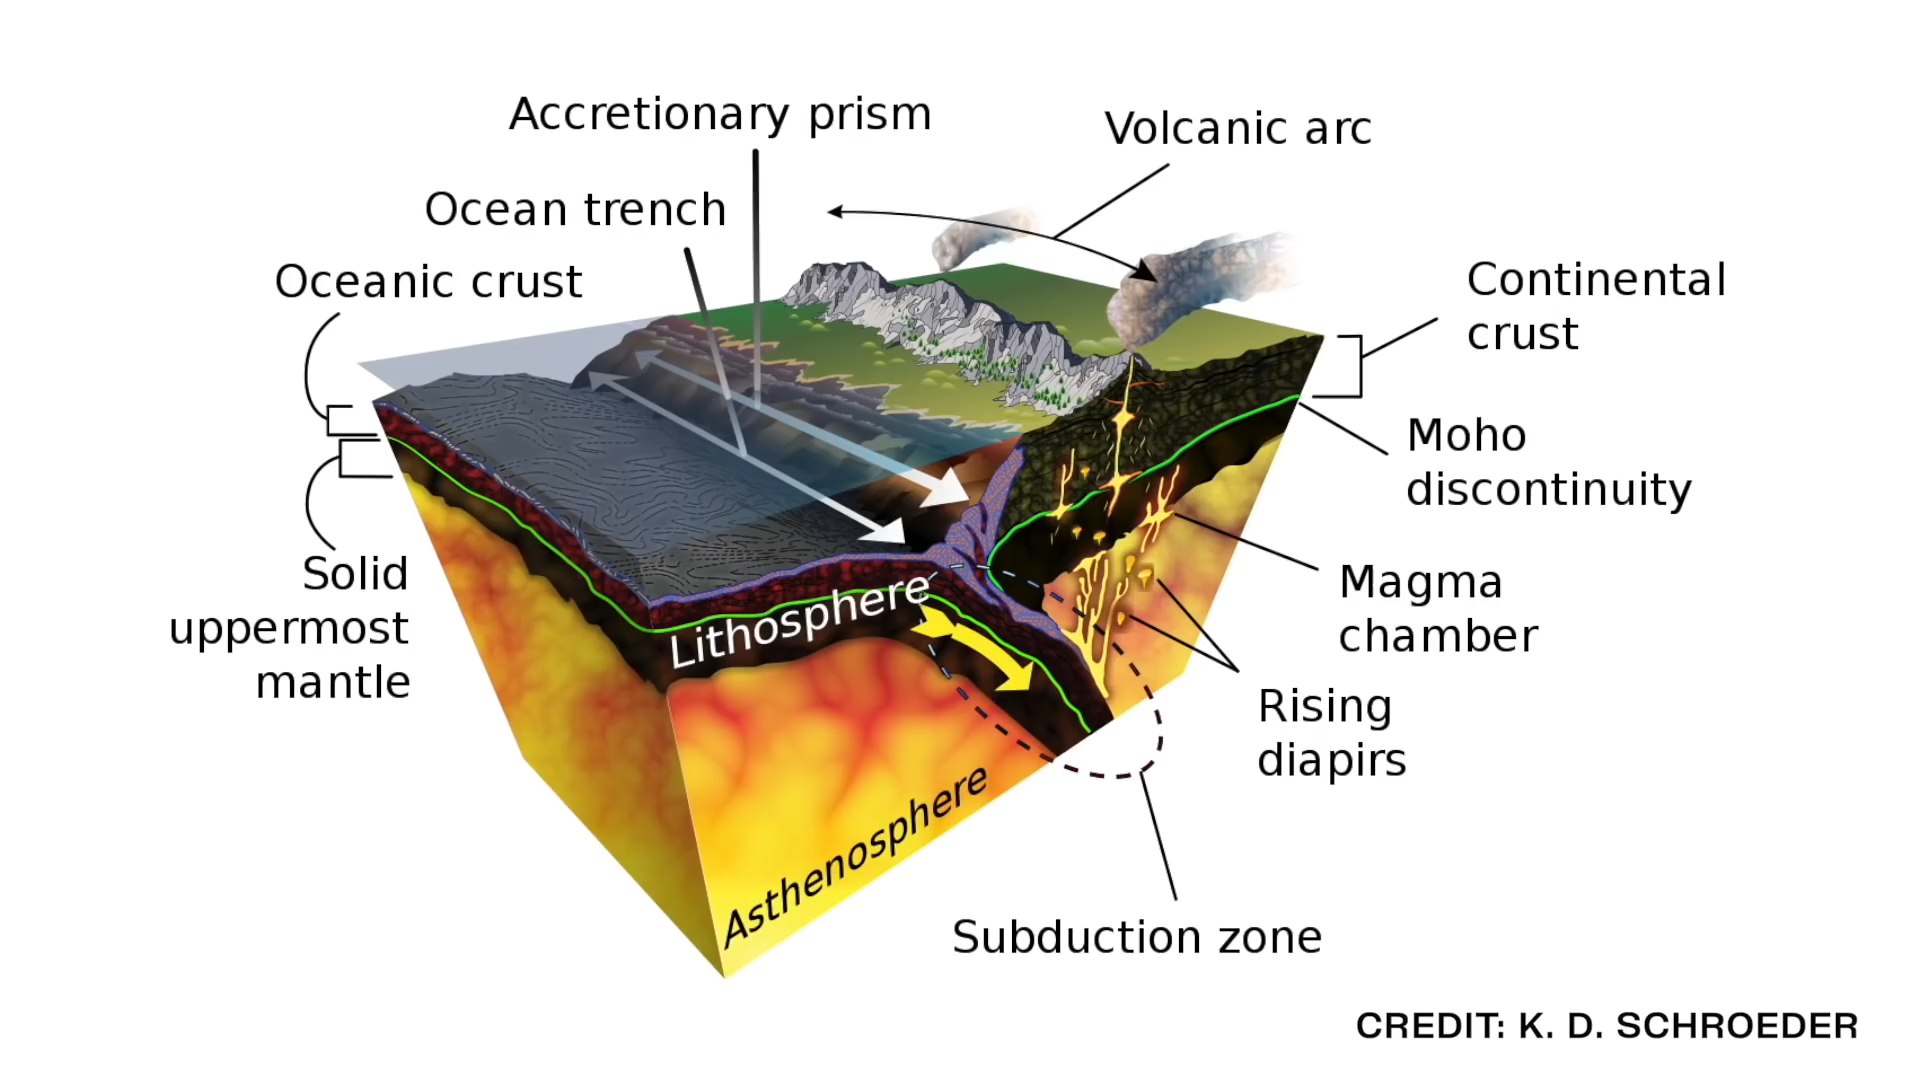 Accretionary prism
Volcanic arc
Ocean trench
Oceanic crust
Continental
crust
Moho
discontinuity
Solid
uppermost
mantle
Lithosphere
Magma
chamber
Rising
diapirs
Asthenosphere
Subduction zone
CREDIT: K. D. SCHROEDER